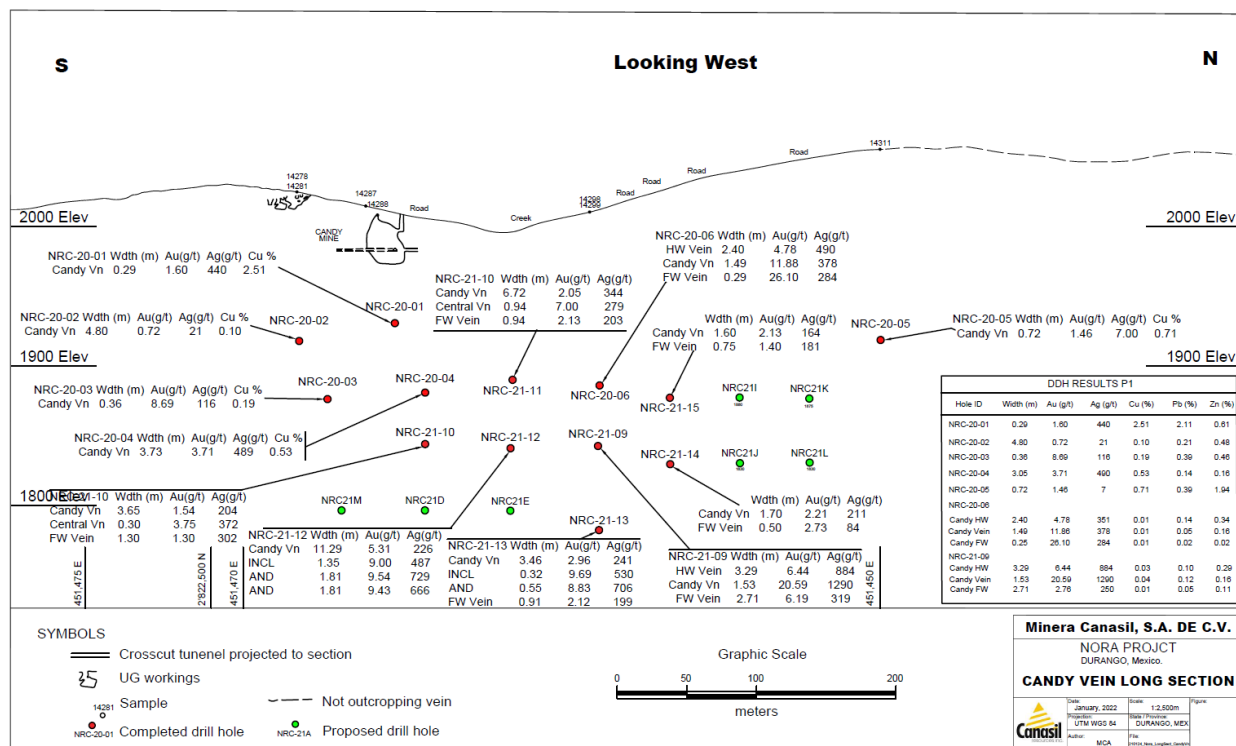 S
Looking West
N
14311
Road
Road
Road
Road
Road
14278
14281
14287
14288
Road
14298
14299
Creek
2000 Elev
2000 Elev
CANDY
MINE
NRC-20-01 Wdth (m) Au(g/t) Ag(g/t) Cu %
Candy Vn 0.29 1.60 440 2.51
NRC-20-06 Wdth (m) Au(g/t) Ag(g/t)
HW Vein 2.40 4.78 490
Candy Vn 1.49 11.88 378
FW Vein 0.29 26.10 284
NRC-21-10 Wdth (m) Au(g/t) Ag(g/t)
Candy Vn 6.72 2.05 344
Central Vn 0.94 7.00 279
FW Vein 0.94 2.13 203
NRC-20-01
NRC-20-02 Wdth (m) Au(g/t) Ag(g/t) Cu %
Candy Vn 4.80 0.72 21 0.10
NRC-20-02
Wdth (m) Au(g/t) Ag(g/t)
Candy Vn 1.60 2.13 164
FW Vein 0.75 1.40 181
NRC-20-05
NRC-20-05 Wdth (m) Au(g/t) Ag(g/t) Cu %
Candy Vn 0.72 1.46 7.00 0.71
1900 Elev
1900 Elev
NRC-20-03 Wdth (m) Au(g/t) Ag(g/t) Cu %
Candy Vn 0.36 8.69 116 0.19
NRC-20-03
NRC-20-04
NRC-21-11
NRC-20-06
NRC-21-15
NRC21I
NRC21K
NRC-20-04 Wdth (m) Au(g/t) Ag(g/t) Cu %
Candy Vn 3.73 3.71 489 0.53
NRC-21-10
NRC-21-12
NRC-21-09
NRC-21-14
NRC21J
NRC21L
DDH RESULTS P1
Hole ID Width (m) Au (g/t) Ag (g/t) Cu (%) Pb (%) Zn (%)
NRC-20-01 0.29 1.60 440 2.51 2.11 0.61
NRC-20-02 4.80 0.72 21 0.10 0.21 0.48
NRC-20-03 0.36 8.69 116 0.19 0.39 0.46
NRC-20-04 3.05 3.71 490 0.53 0.14 0.16
NRC-20-05 0.72 1.46 7 0.71 0.39 1.94
NRC-20-06
Candy HW 2.40 4.78 351 0.01 0.14 0.34
Candy Vein 1.49 11.86 378 0.01 0.05 0.16
Candy FW 0.25 26.10 284 0.01 0.02 0.02
NRC-21-09
Candy HW 3.29 6.44 884 0.03 0.10 0.29
Candy Vein 1.53 20.59 1290 0.04 0.12 0.16
Candy FW 2.71 2.76 250 0.01 0.05 0.11
1800 Elev
NRC-21-10 Wdth (m) Au(g/t) Ag(g/t)
Candy Vn 3.65 1.54 204
Central Vn 0.30 3.75 372
FW Vein 1.30 1.30 302
NRC21M
NRC21D
NRC21E
NRC-21-13
Wdth (m) Au(g/t) Ag(g/t)
Candy Vn 1.70 2.21 211
FW Vein 0.50 2.73 84
NRC-21-12 Wdth (m) Au(g/t) Ag(g/t)
Candy Vn 11.29 5.31 226
INCL 1.35 9.00 487
AND 1.81 9.54 729
AND 1.81 9.43 666
NRC-21-13 Wdth (m) Au(g/t) Ag(g/t)
Candy Vn 3.46 2.96 241
INCL 0.32 9.69 530
AND 0.55 8.83 706
FW Vein 0.91 2.12 199
NRC-21-09 Wdth (m) Au(g/t) Ag(g/t)
HW Vein 3.29 6.44 884
Candy Vn 1.53 20.59 1290
FW Vein 2.71 6.19 319
451,475 E
2'822,500 N
451,470 E
451,450 E
SYMBOLS
Crosscut tunenel projected to section
UG workings
14281 Sample
Not outcropping vein
NRC-20-01 Completed drill hole
NRC-21A Proposed drill hole
Graphic Scale
0 50 100 200
meters
Minera Canasil, S.A. DE C.V.
NORA PROJCT
DURANGO, Mexico.
CANDY VEIN LONG SECTION
Canasil
Date: January, 2022
Scale: 1:2,500m
Figure:
Projection: UTM WGS 84
State / Province: DURANGO, MEX
Author: MCA
File: